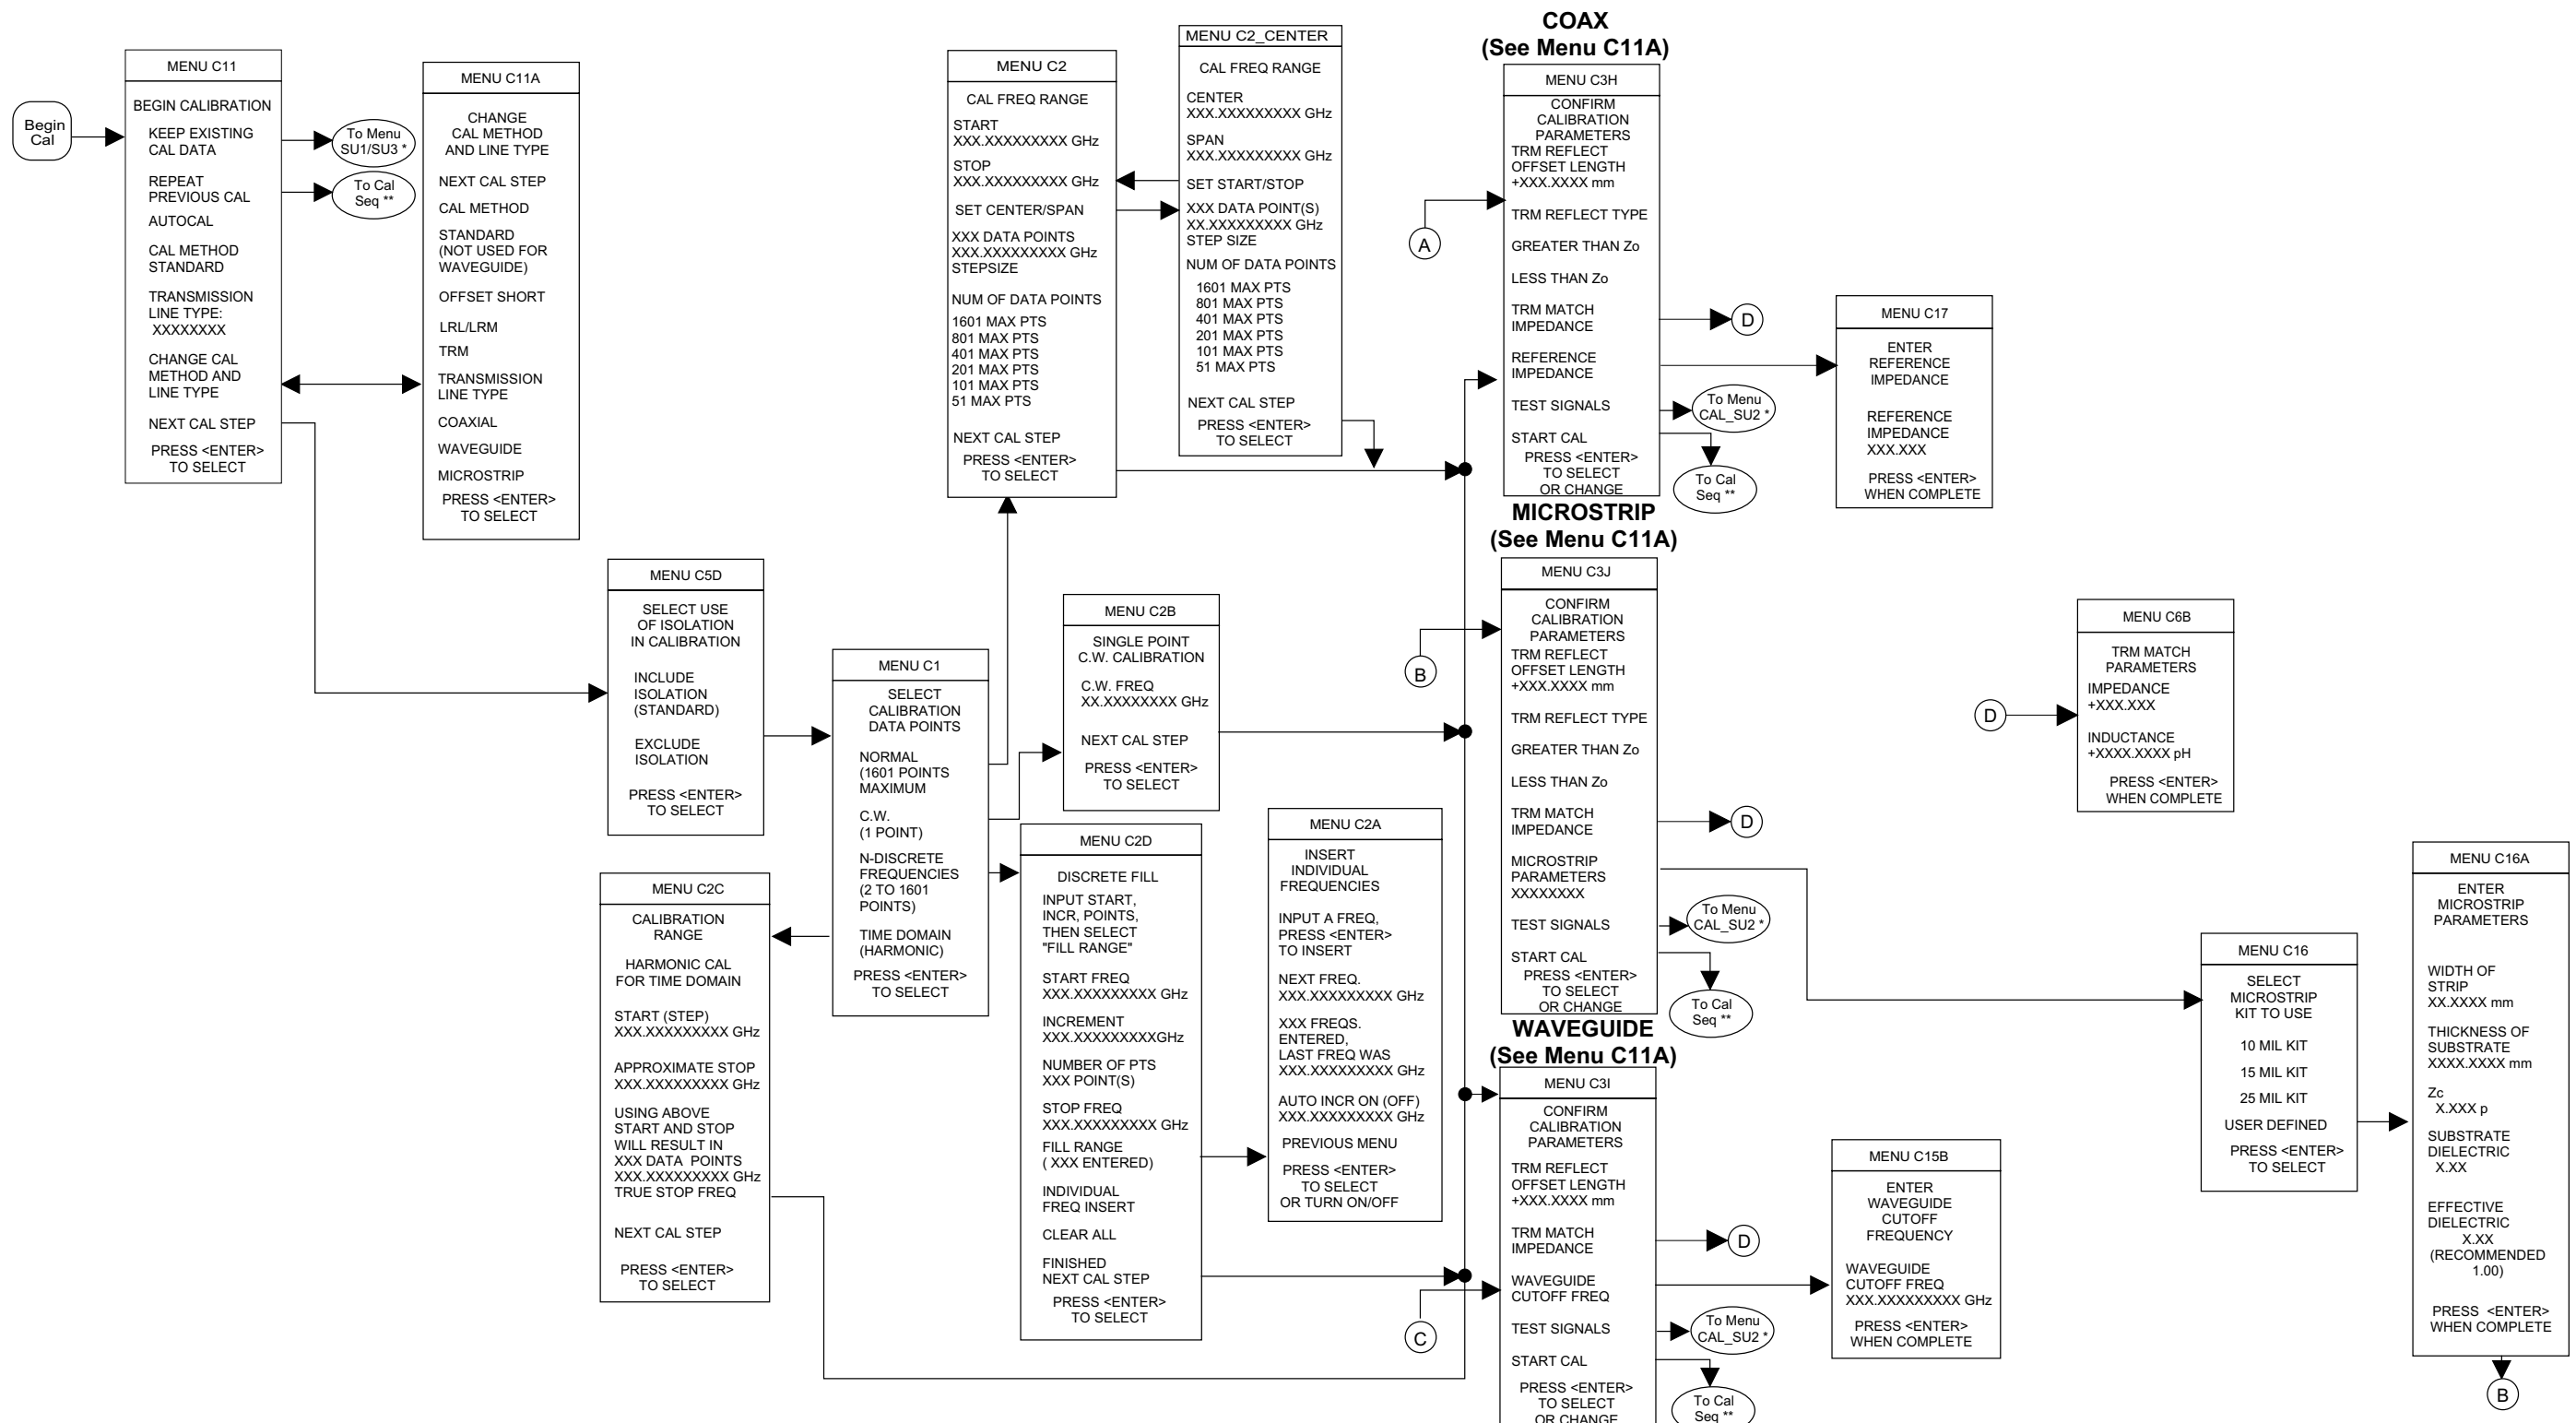 Begin
Cal
MENU C11
BEGIN CALIBRATION
KEEP EXISTING
CAL DATA
REPEAT
PREVIOUS CAL
AUTOCAL
CAL METHOD
STANDARD
TRANSMISSION
LINE TYPE:
XXXXXXXX
CHANGE CAL
METHOD AND
LINE TYPE
NEXT CAL STEP
PRESS <ENTER>
TO SELECT
To Menu
SU1/SU3 *
To Cal
Seq **
MENU C11A
CHANGE
CAL METHOD
AND LINE TYPE
NEXT CAL STEP
CAL METHOD
STANDARD
(NOT USED FOR
WAVEGUIDE)
OFFSET SHORT
LRL/LRM
TRM
TRANSMISSION
LINE TYPE
COAXIAL
WAVEGUIDE
MICROSTRIP
PRESS <ENTER>
TO SELECT
MENU C5D
SELECT USE
OF ISOLATION
IN CALIBRATION
INCLUDE
ISOLATION
(STANDARD)
EXCLUDE
ISOLATION
PRESS <ENTER>
TO SELECT
MENU C1
SELECT
CALIBRATION
DATA POINTS
NORMAL
(1601 POINTS
MAXIMUM
C.W.
(1 POINT)
N-DISCRETE
FREQUENCIES
(2 TO 1601
POINTS)
TIME DOMAIN
(HARMONIC)
PRESS <ENTER>
TO SELECT
MENU C2C
CALIBRATION
RANGE
HARMONIC CAL
FOR TIME DOMAIN
START (STEP)
XXX.XXXXXXXXX GHz
APPROXIMATE STOP
XXX.XXXXXXXXX GHz
USING ABOVE
START AND STOP
WILL RESULT IN
XXX DATA POINTS
XXX.XXXXXXXXX GHz
TRUE STOP FREQ
NEXT CAL STEP
PRESS <ENTER>
TO SELECT
MENU C2
CAL FREQ RANGE
START
XXX.XXXXXXXXX GHz
STOP
XXX.XXXXXXXXX GHz
SET CENTER/SPAN
XXX DATA POINTS
XXX.XXXXXXXXX GHz
STEPSIZE
NUM OF DATA POINTS
1601 MAX PTS
801 MAX PTS
401 MAX PTS
201 MAX PTS
101 MAX PTS
51 MAX PTS
NEXT CAL STEP
PRESS <ENTER>
TO SELECT
MENU C2_CENTER
CAL FREQ RANGE
CENTER
XXX.XXXXXXXXX GHz
SPAN
XXX.XXXXXXXXX GHz
SET START/STOP
XXX DATA POINT(S)
XX.XXXXXXXXX GHz
STEP SIZE
NUM OF DATA POINTS
1601 MAX PTS
801 MAX PTS
401 MAX PTS
201 MAX PTS
101 MAX PTS
51 MAX PTS
NEXT CAL STEP
PRESS <ENTER>
TO SELECT
MENU C2B
SINGLE POINT
C.W. CALIBRATION
C.W. FREQ
XX.XXXXXXXX GHz
NEXT CAL STEP
PRESS <ENTER>
TO SELECT
MENU C2D
DISCRETE FILL
INPUT START,
INCR, POINTS,
THEN SELECT
"FILL RANGE"
START FREQ
XXX.XXXXXXXXX GHz
INCREMENT
XXX.XXXXXXXXXGHz
NUMBER OF PTS
XXX POINT(S)
STOP FREQ
XXX.XXXXXXXXX GHz
FILL RANGE
( XXX ENTERED)
INDIVIDUAL
FREQ INSERT
CLEAR ALL
FINISHED
NEXT CAL STEP
PRESS <ENTER>
TO SELECT
MENU C2A
INSERT
INDIVIDUAL
FREQUENCIES
INPUT A FREQ,
PRESS <ENTER>
TO INSERT
NEXT FREQ.
XXX.XXXXXXXXX GHz
XXX FREQS.
ENTERED,
LAST FREQ WAS
XXX.XXXXXXXXX GHz
AUTO INCR ON (OFF)
XXX.XXXXXXXXX GHz
PREVIOUS MENU
PRESS <ENTER>
TO SELECT
OR TURN ON/OFF
COAX
(See Menu C11A)
MENU C3H
CONFIRM
CALIBRATION
PARAMETERS
TRM REFLECT
OFFSET LENGTH
+XXX.XXXX mm
TRM REFLECT TYPE
GREATER THAN Zo
LESS THAN Zo
TRM MATCH
IMPEDANCE
REFERENCE
IMPEDANCE
TEST SIGNALS
START CAL
PRESS <ENTER>
TO SELECT
OR CHANGE
A
D
To Menu
CAL_SU2 *
To Cal
Seq **
MENU C17
ENTER
REFERENCE
IMPEDANCE
REFERENCE
IMPEDANCE
XXX.XXX
PRESS <ENTER>
WHEN COMPLETE
MICROSTRIP
(See Menu C11A)
MENU C3J
CONFIRM
CALIBRATION
PARAMETERS
TRM REFLECT
OFFSET LENGTH
+XXX.XXXX mm
TRM REFLECT TYPE
GREATER THAN Zo
LESS THAN Zo
TRM MATCH
IMPEDANCE
MICROSTRIP
PARAMETERS
XXXXXXXX
TEST SIGNALS
START CAL
PRESS <ENTER>
TO SELECT
OR CHANGE
B
D
To Menu
CAL_SU2 *
To Cal
Seq **
WAVEGUIDE
(See Menu C11A)
MENU C3I
CONFIRM
CALIBRATION
PARAMETERS
TRM REFLECT
OFFSET LENGTH
+XXX.XXXX mm
TRM MATCH
IMPEDANCE
WAVEGUIDE
CUTOFF FREQ
TEST SIGNALS
START CAL
PRESS <ENTER>
TO SELECT
OR CHANGE
C
D
To Menu
CAL_SU2 *
To Cal
Seq **
MENU C15B
ENTER
WAVEGUIDE
CUTOFF
FREQUENCY
WAVEGUIDE
CUTOFF FREQ
XXX.XXXXXXXXX GHz
PRESS <ENTER>
WHEN COMPLETE
D
MENU C6B
TRM MATCH
PARAMETERS
IMPEDANCE
+XXX.XXX
INDUCTANCE
+XXXX.XXXX pH
PRESS <ENTER>
WHEN COMPLETE
MENU C16
SELECT
MICROSTRIP
KIT TO USE
10 MIL KIT
15 MIL KIT
25 MIL KIT
USER DEFINED
PRESS <ENTER>
TO SELECT
MENU C16A
ENTER
MICROSTRIP
PARAMETERS
WIDTH OF
STRIP
XX.XXXX mm
THICKNESS OF
SUBSTRATE
XXXX.XXXX mm
Zc
X.XXX p
SUBSTRATE
DIELECTRIC
X.XX
EFFECTIVE
DIELECTRIC
X.XX
(RECOMMENDED
1.00)
PRESS <ENTER>
WHEN COMPLETE
B